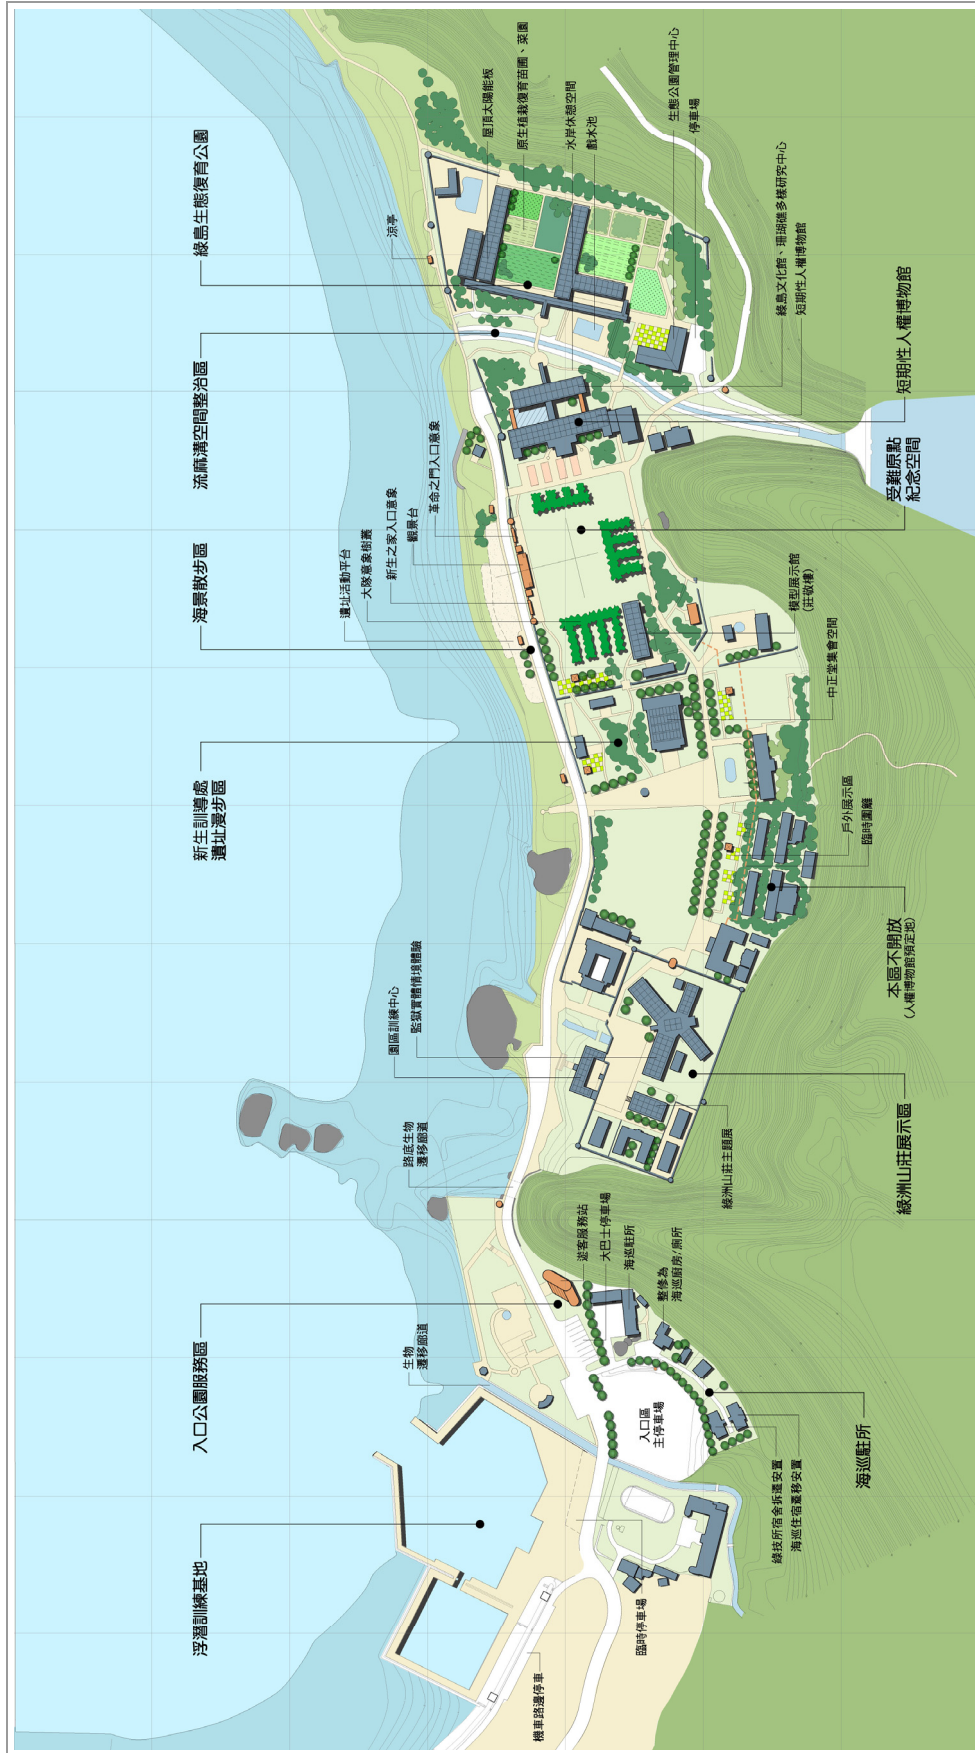 浮潛訓練基地
入口公園服務區
新生訓導處
遺址漫步區
海景散步區
流麻溝空間整治區
綠島生態復育公園
生物
遷移廊道
路底生物
遷移廊道
園區訓練中心
監獄實體情境體驗
遺址活動平台
大隊意象樹叢
新生之家入口意象
觀景台
革命之門入口意象
涼亭
屋頂太陽能板
原生植栽復育苗圃、菜園
水岸休憩空間
戲水池
生態公園管理中心
停車場
機車路邊停車
臨時停車場
入口區
主停車場
遊客服務站
大巴士停車場
海巡駐所
整修為
海巡廚房/廁所
綠技所宿舍拆遷安置
海巡住宿遷移安置
綠洲山莊主題展
戶外展示區
臨時圍籬
中正堂集會空間
模型展示館
(莊敬樓)
綠島文化館、珊瑚礁多樣研究中心
短期性人權博物館
海巡駐所
綠洲山莊展示區
本區不開放
(人權博物館預定地)
受難原點
紀念空間
短期性人權博物館